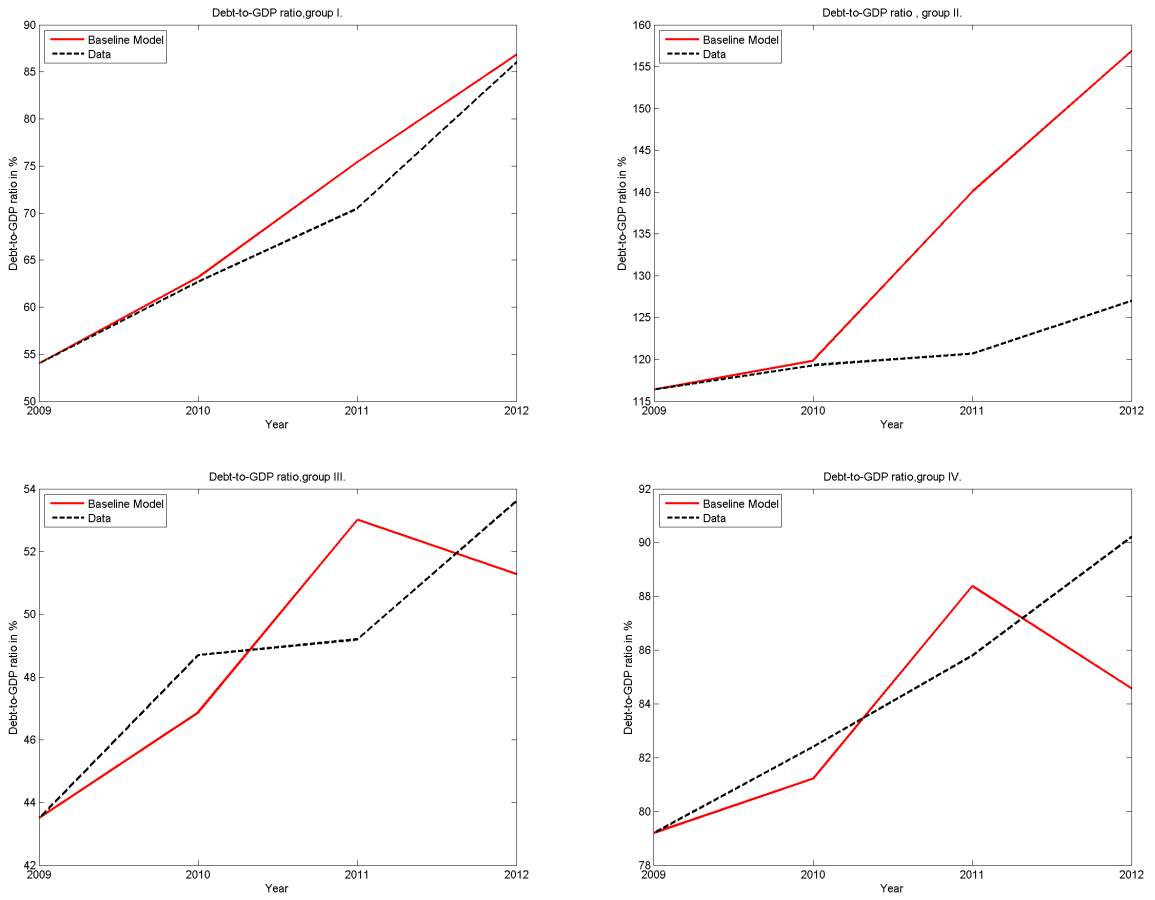 Debt-to-GDP ratio,group I.
Baseline Model
Data
Debt-to-GDP ratio in %
90
85
80
75
70
65
60
55
50
2009
2010
2011
2012
Year
Debt-to-GDP ratio , group II.
Baseline Model
Data
Debt-to-GDP ratio in %
160
155
150
145
140
135
130
125
120
115
2009
2010
2011
2012
Year
Debt-to-GDP ratio,group III.
Baseline Model
Data
Debt-to-GDP ratio in %
54
52
50
48
46
44
42
2009
2010
2011
2012
Year
Debt-to-GDP ratio,group IV.
Baseline Model
Data
Debt-to-GDP ratio in %
92
90
88
86
84
82
80
78
2009
2010
2011
2012
Year